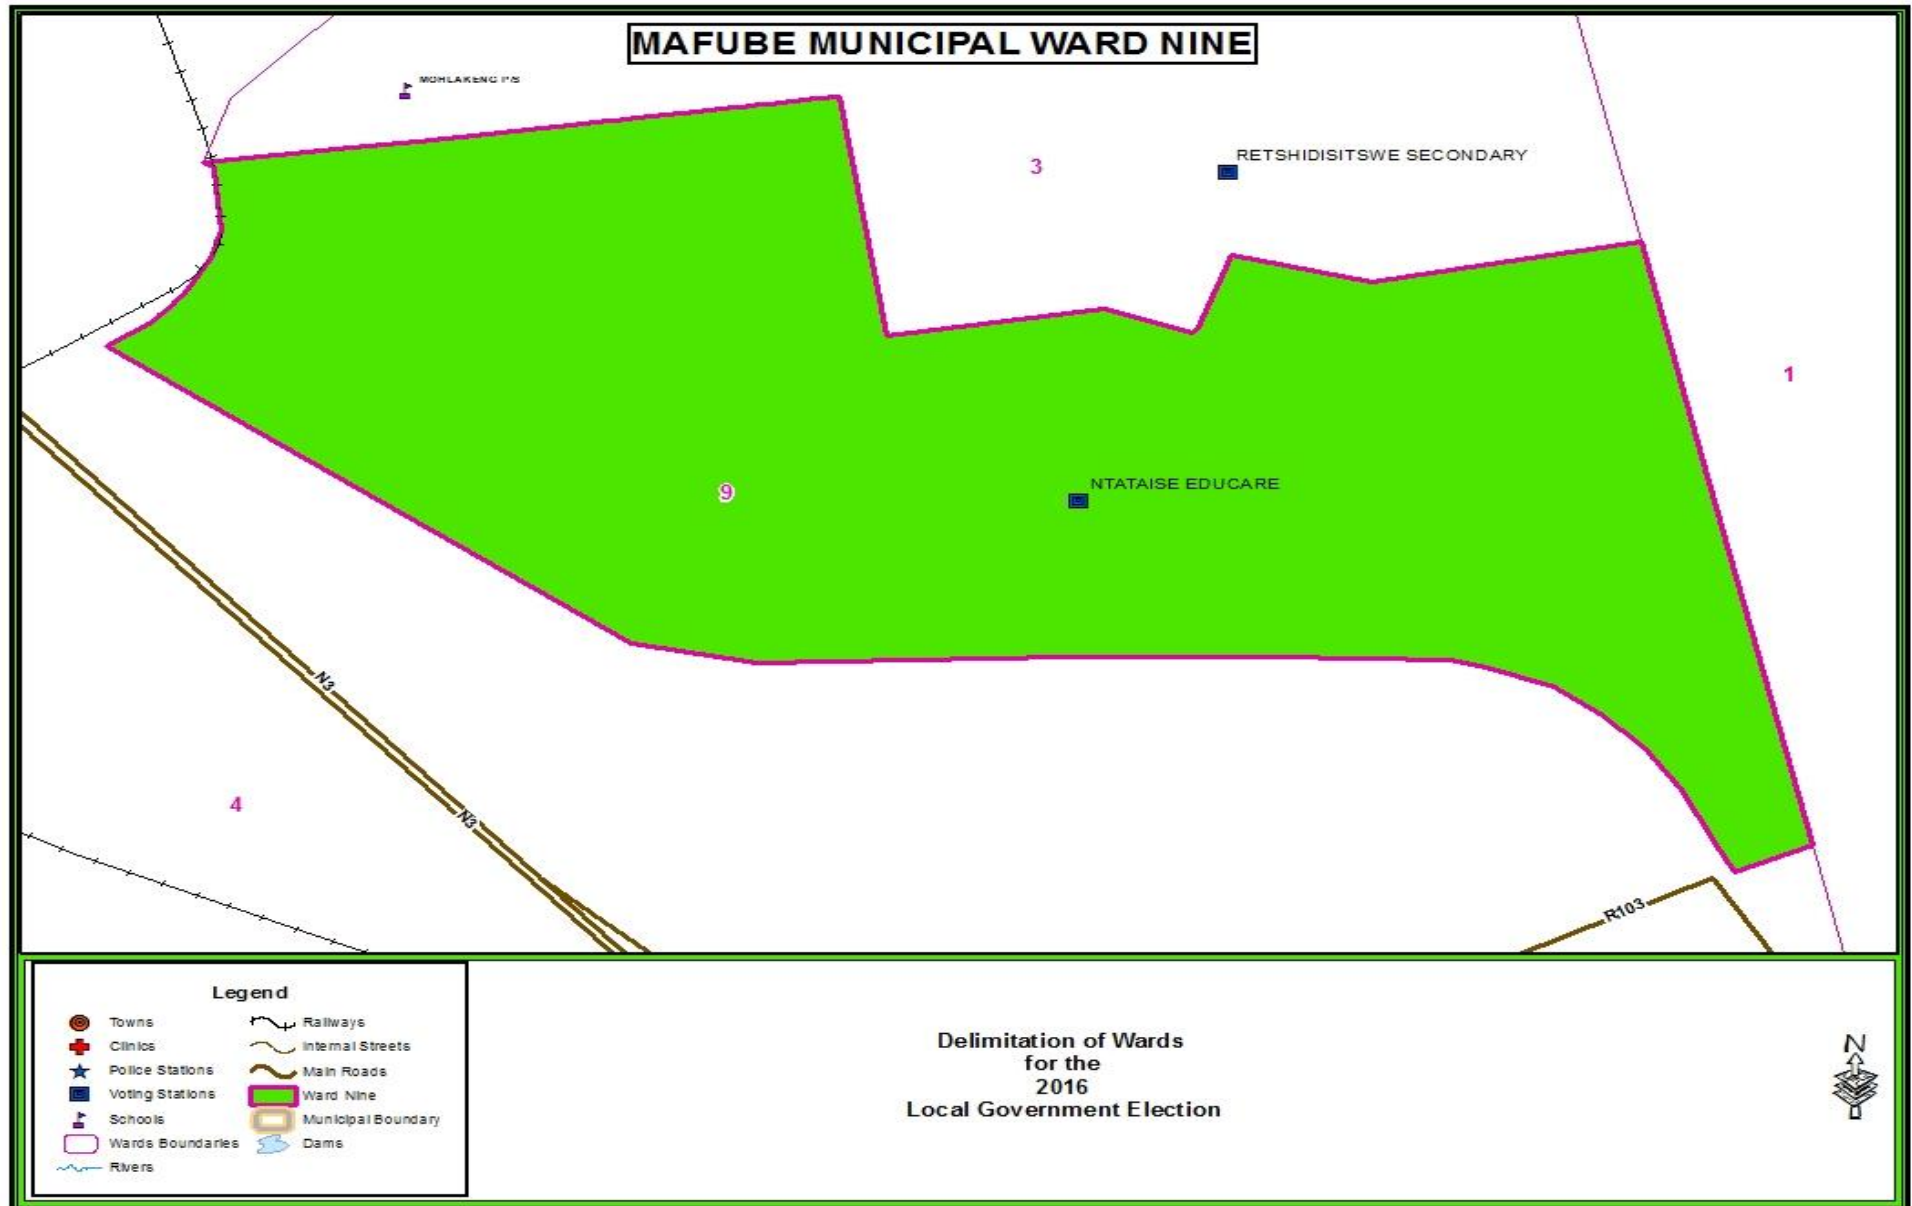 MAFUBE MUNICIPAL WARD NINE
MOHLAKENG P/S
RETSHIDISITSWE SECONDARY
3
1
9
NTATAISE EDUCARE
N3
N3
4
R103
Legend
Towns
Clinics
Police Stations
Voting Stations
Schools
Wards Boundaries
Rivers
Railways
Internal Streets
Main Roads
Ward Nine
Municipal Boundary
Dams
Delimitation of Wards
for the
2016
Local Government Election
N